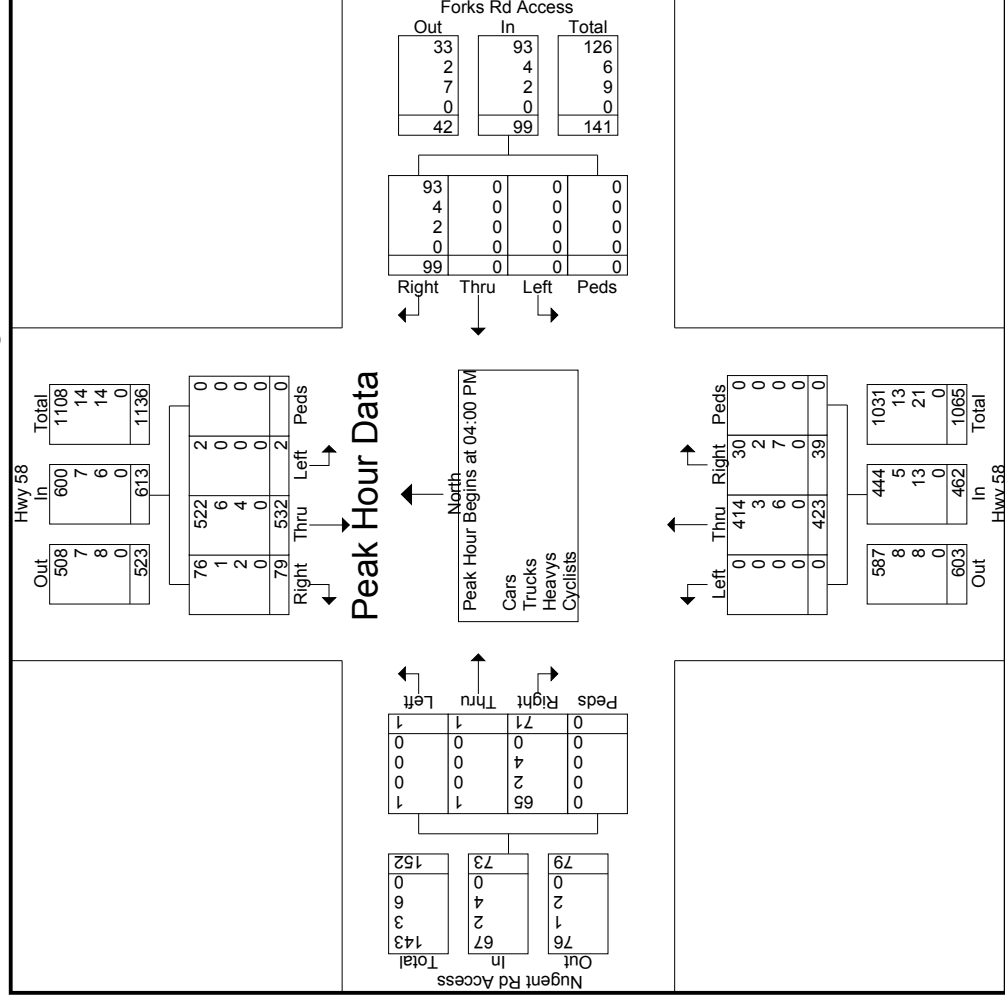 Forks Rd Access
Out In Total
33 93 126
2 4 6
7 2 9
0 0 0
42 99 141
93 0 0 0
4 0 0 0
2 0 0 0
0 0 0 0
99 0 0 0
Right Thru Left Peds
Hwy 58
Out In Total
508 600 1108
7 7 14
8 6 14
0 0 0
523 613 1136
76 522 2 0
1 6 0 0
2 4 0 0
0 0 0 0
79 532 2 0
Right Thru Left Peds
Peak Hour Data
North
Peak Hour Begins at 04:00 PM
Cars
Trucks
Heavys
Cyclists
Left Thru Right Peds
0 414 30 0
0 3 2 0
0 6 7 0
0 0 0 0
0 423 39 0
587 444 1031
8 5 13
8 13 21
0 0 0
603 462 1065
Out In Total
Hwy 58
Left Thru Right Peds
1 1 71 0
0 0 0 0
0 0 4 0
0 0 2 0
1 1 65 0
152 73 79
0 0 0
6 4 2
3 2 1
143 67 76
Total In Out
Nugent Rd Access